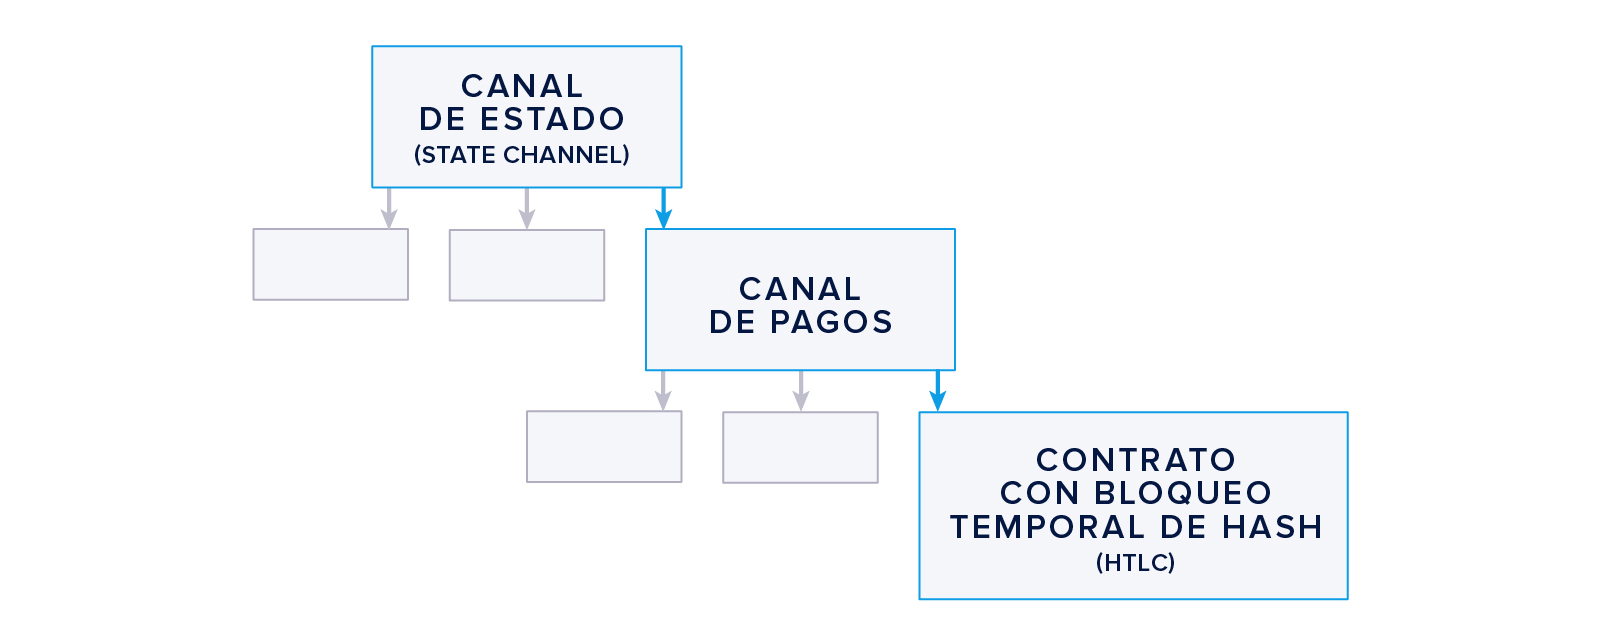 CANAL
DE ESTADO
(STATE CHANNEL)
CANAL
DE PAGOS
CONTRATO
CON BLOQUEO
TEMPORAL DE HASH
(HTLC)